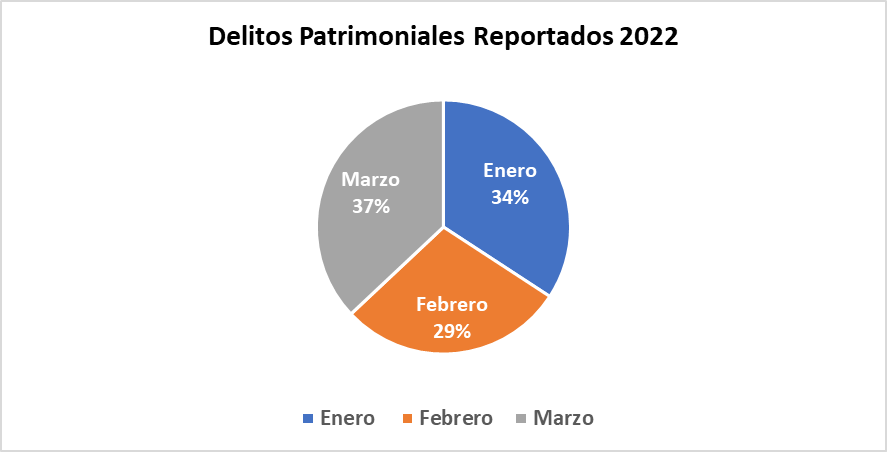 Delitos Patrimoniales Reportados 2022
Enero
34%
Marzo
37%
Febrero
29%
Enero Febrero Marzo